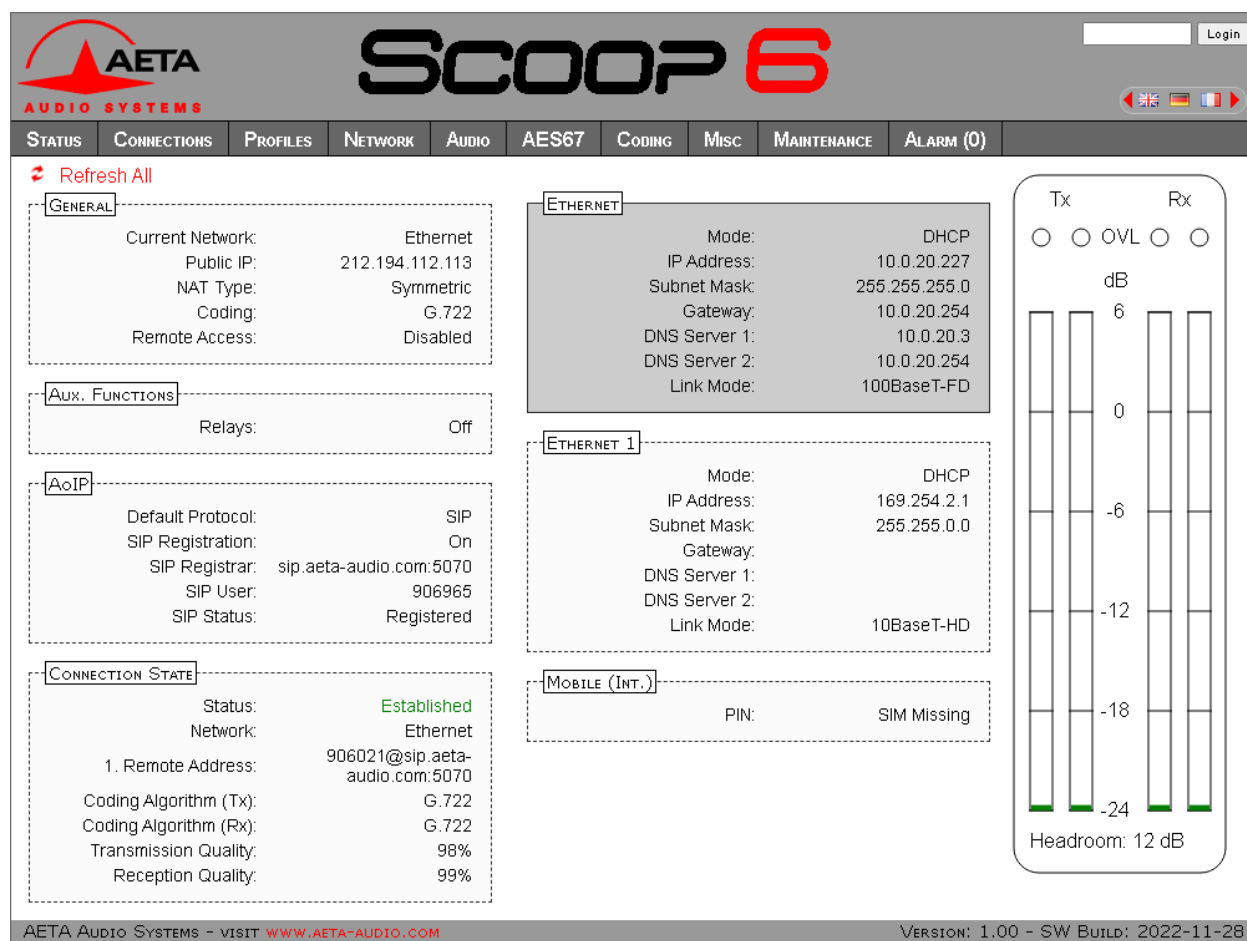 AETA
AUDIO SYSTEMS
SCOOP 6
Login
STATUS CONNECTIONS PROFILES NETWORK AUDIO AES67 CODING MISC MAINTENANCE ALARM (0)
Refresh All
GENERAL
Current Network: Ethernet
Public IP: 212.194.112.113
NAT Type: Symmetric
Coding: G.722
Remote Access: Disabled
AUX. FUNCTIONS
Relays: Off
AOIP
Default Protocol: SIP
SIP Registration: On
SIP Registrar: sip.aeta-audio.com:5070
SIP User: 906965
SIP Status: Registered
CONNECTION STATE
Status: Established
Network: Ethernet
1. Remote Address: 906021@sip.aeta-
audio.com:5070
Coding Algorithm (Tx): G.722
Coding Algorithm (Rx): G.722
Transmission Quality: 98%
Reception Quality: 99%
ETHERNET
Mode: DHCP
IP Address: 10.0.20.227
Subnet Mask: 255.255.255.0
Gateway: 10.0.20.254
DNS Server 1: 10.0.20.3
DNS Server 2: 10.0.20.254
Link Mode: 100BaseT-FD
ETHERNET 1
Mode: DHCP
IP Address: 169.254.2.1
Subnet Mask: 255.255.0.0
Gateway:
DNS Server 1:
DNS Server 2:
Link Mode: 10BaseT-HD
MOBILE (INT.)
PIN: SIM Missing
Tx Rx
OVL
dB
6
0
-6
-12
-18
-24
Headroom: 12 dB
AETA AUDIO SYSTEMS - VISIT WWW.AETA-AUDIO.COM
VERSION: 1.00 - SW BUILD: 2022-11-28